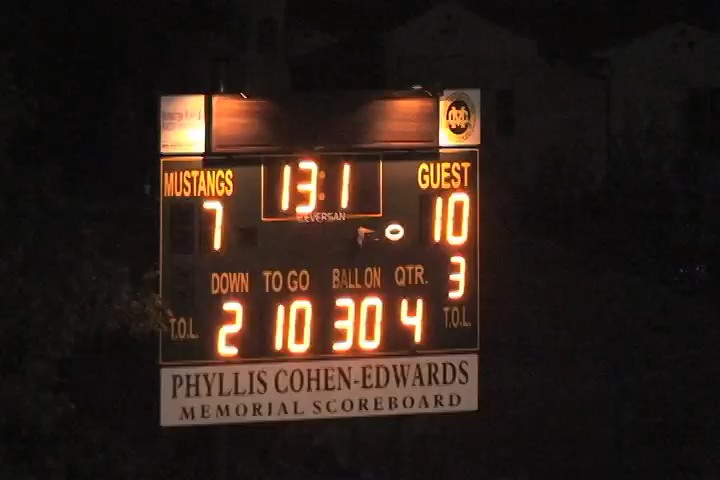 MUSTANGS 13:1 GUEST
7 EVERSAN 10
DOWN TO GO BALL ON QTR. 3
T.O.L. 2 10 30 4 T.O.L.
PHYLLIS COHEN-EDWARDS
MEMORIAL SCOREBOARD